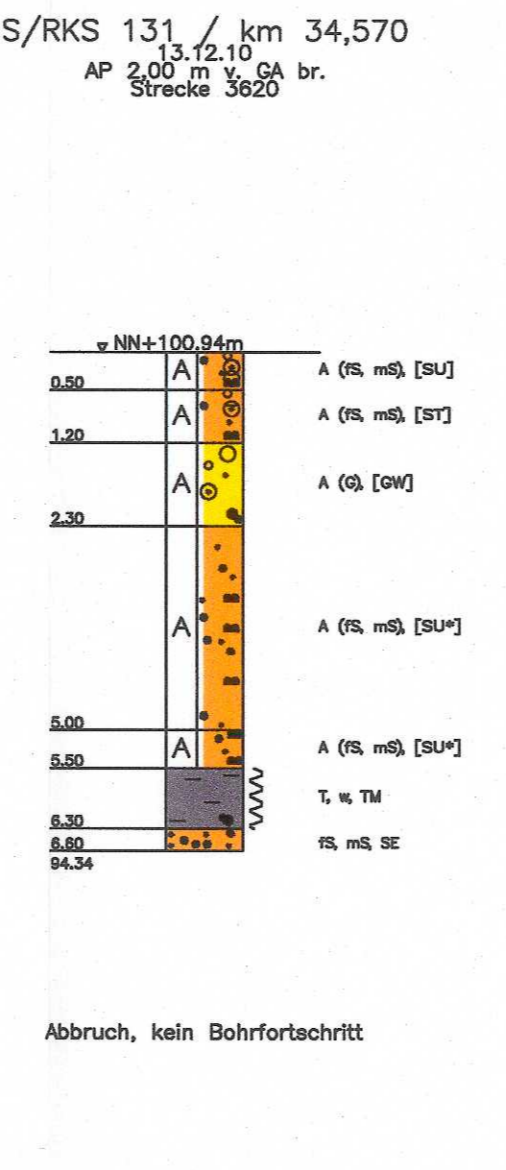 S/RKS 131 / km 34,570
13.12.10
AP 2,00 m v. GA br.
Strecke 3620
NN+100.94m
A A (fS, mS), [SU]
0.50
A A (fS, mS), [ST]
1.20
A A (G), [GW]
2.30
A A (fS, mS), [SU*]
5.00
A A (fS, mS), [SU*]
5.50
T, w, TM
6.30
fS, mS, SE
6.60
94.34
Abbruch, kein Bohrfortschritt